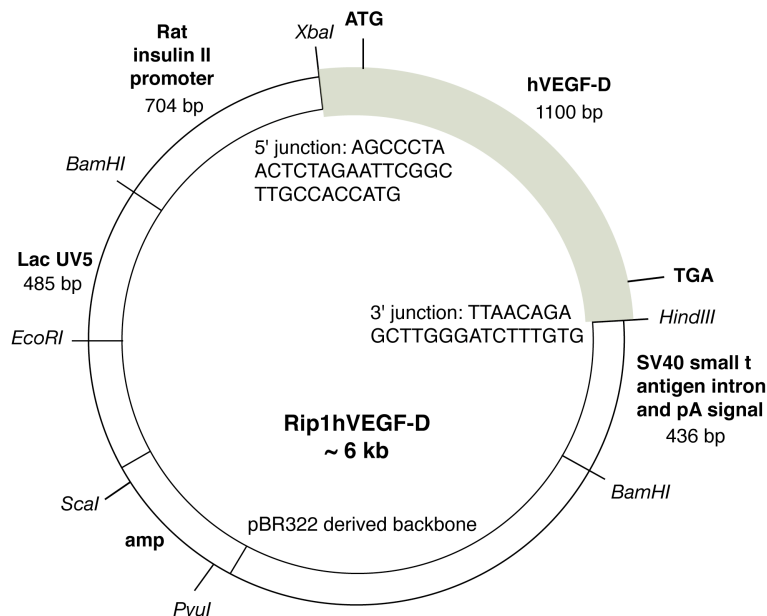 ATG
XbaI
Rat
insulin II
promoter
704 bp
hVEGF-D
1100 bp
5' junction: AGCCCTA
ACTCTAGAATTCGGC
TTGCCACCATG
BamHI
Lac UV5
485 bp
TGA
3' junction: TTAACAGA
GCTTGGGATCTTTGTG
HindIII
EcoRI
SV40 small t
antigen intron
and pA signal
436 bp
Rip1hVEGF-D
~ 6 kb
BamHI
ScaI
pBR322 derived backbone
amp
PvuI